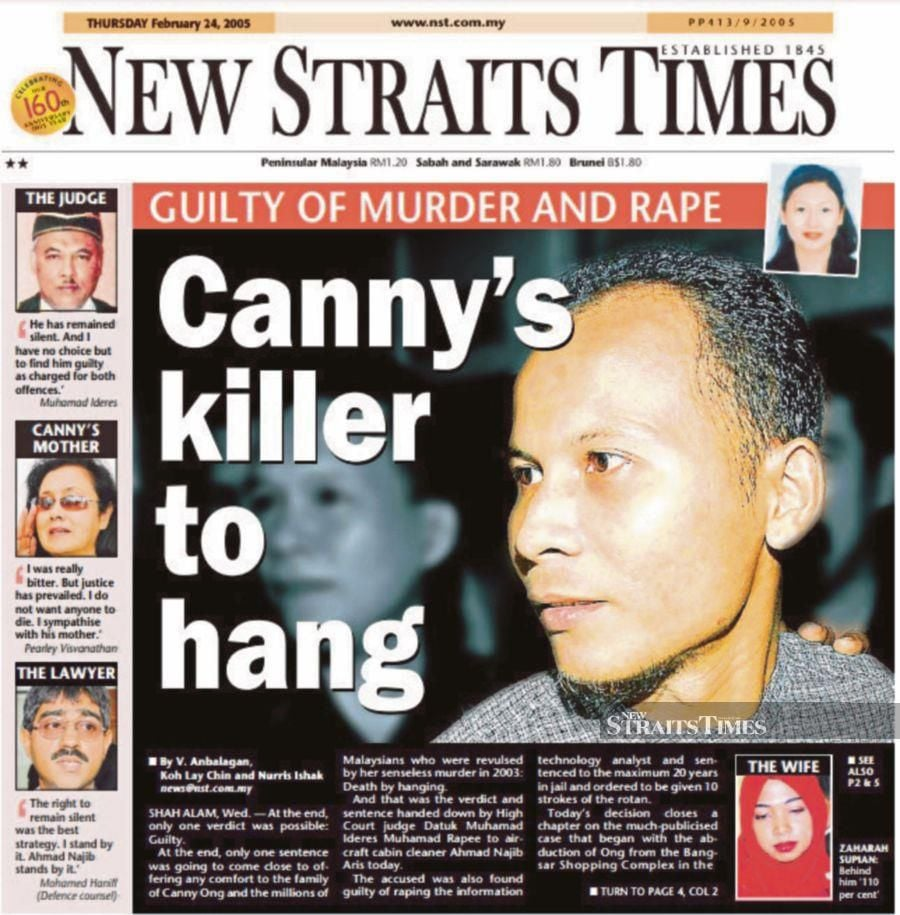 THURSDAY February 24, 2005
www.nst.com.my
PP413/9/2005
ESTABLISHED 1845
CELEBRATING
OUR
160th
ANNIVERSARY
THIS YEAR
NEW STRAITS TIMES
★★
Peninsular Malaysia RM1.20 Sabah and Sarawak RM1.80 Brunei B$1.80
THE JUDGE
‘He has remained
silent. And I
have no choice but
to find him guilty
as charged for both
offences.’
Muhamad Ideres
CANNY'S
MOTHER
‘I was really
bitter. But justice
has prevailed. I do
not want anyone to
die. I sympathise
with his mother.’
Pearley Visvanathan
THE LAWYER
‘The right to
remain silent
was the best
strategy. I stand by
it. Ahmad Najib
stands by it.’
Mohamed Haniff
(Defence counsel)
GUILTY OF MURDER AND RAPE
Canny's
killer
to
hang
NEW
STRAITS TIMES
■ By V. Anbalagan,
Koh Lay Chin and Nurris Ishak
news@nst.com.my
SHAH ALAM, Wed. — At the end,
only one verdict was possible:
Guilty.
At the end, only one sentence
was going to come close to of-
fering any comfort to the family
of Canny Ong and the millions of
Malaysians who were revulsed
by her senseless murder in 2003:
Death by hanging.
And that was the verdict and
sentence handed down by High
Court judge Datuk Muhamad
Ideres Muhamad Rapee to air-
craft cabin cleaner Ahmad Najib
Aris today.
The accused was also found
guilty of raping the information
technology analyst and sen-
tenced to the maximum 20 years
in jail and ordered to be given 10
strokes of the rotan.
Today's decision closes a
chapter on the much-publicised
case that began with the ab-
duction of Ong from the Bang-
sar Shopping Complex in the
■ TURN TO PAGE 4, COL 2
THE WIFE
■ SEE
ALSO
P2 & 5
ZAHARAH
SUPIAN:
Behind
him '110
per cent'